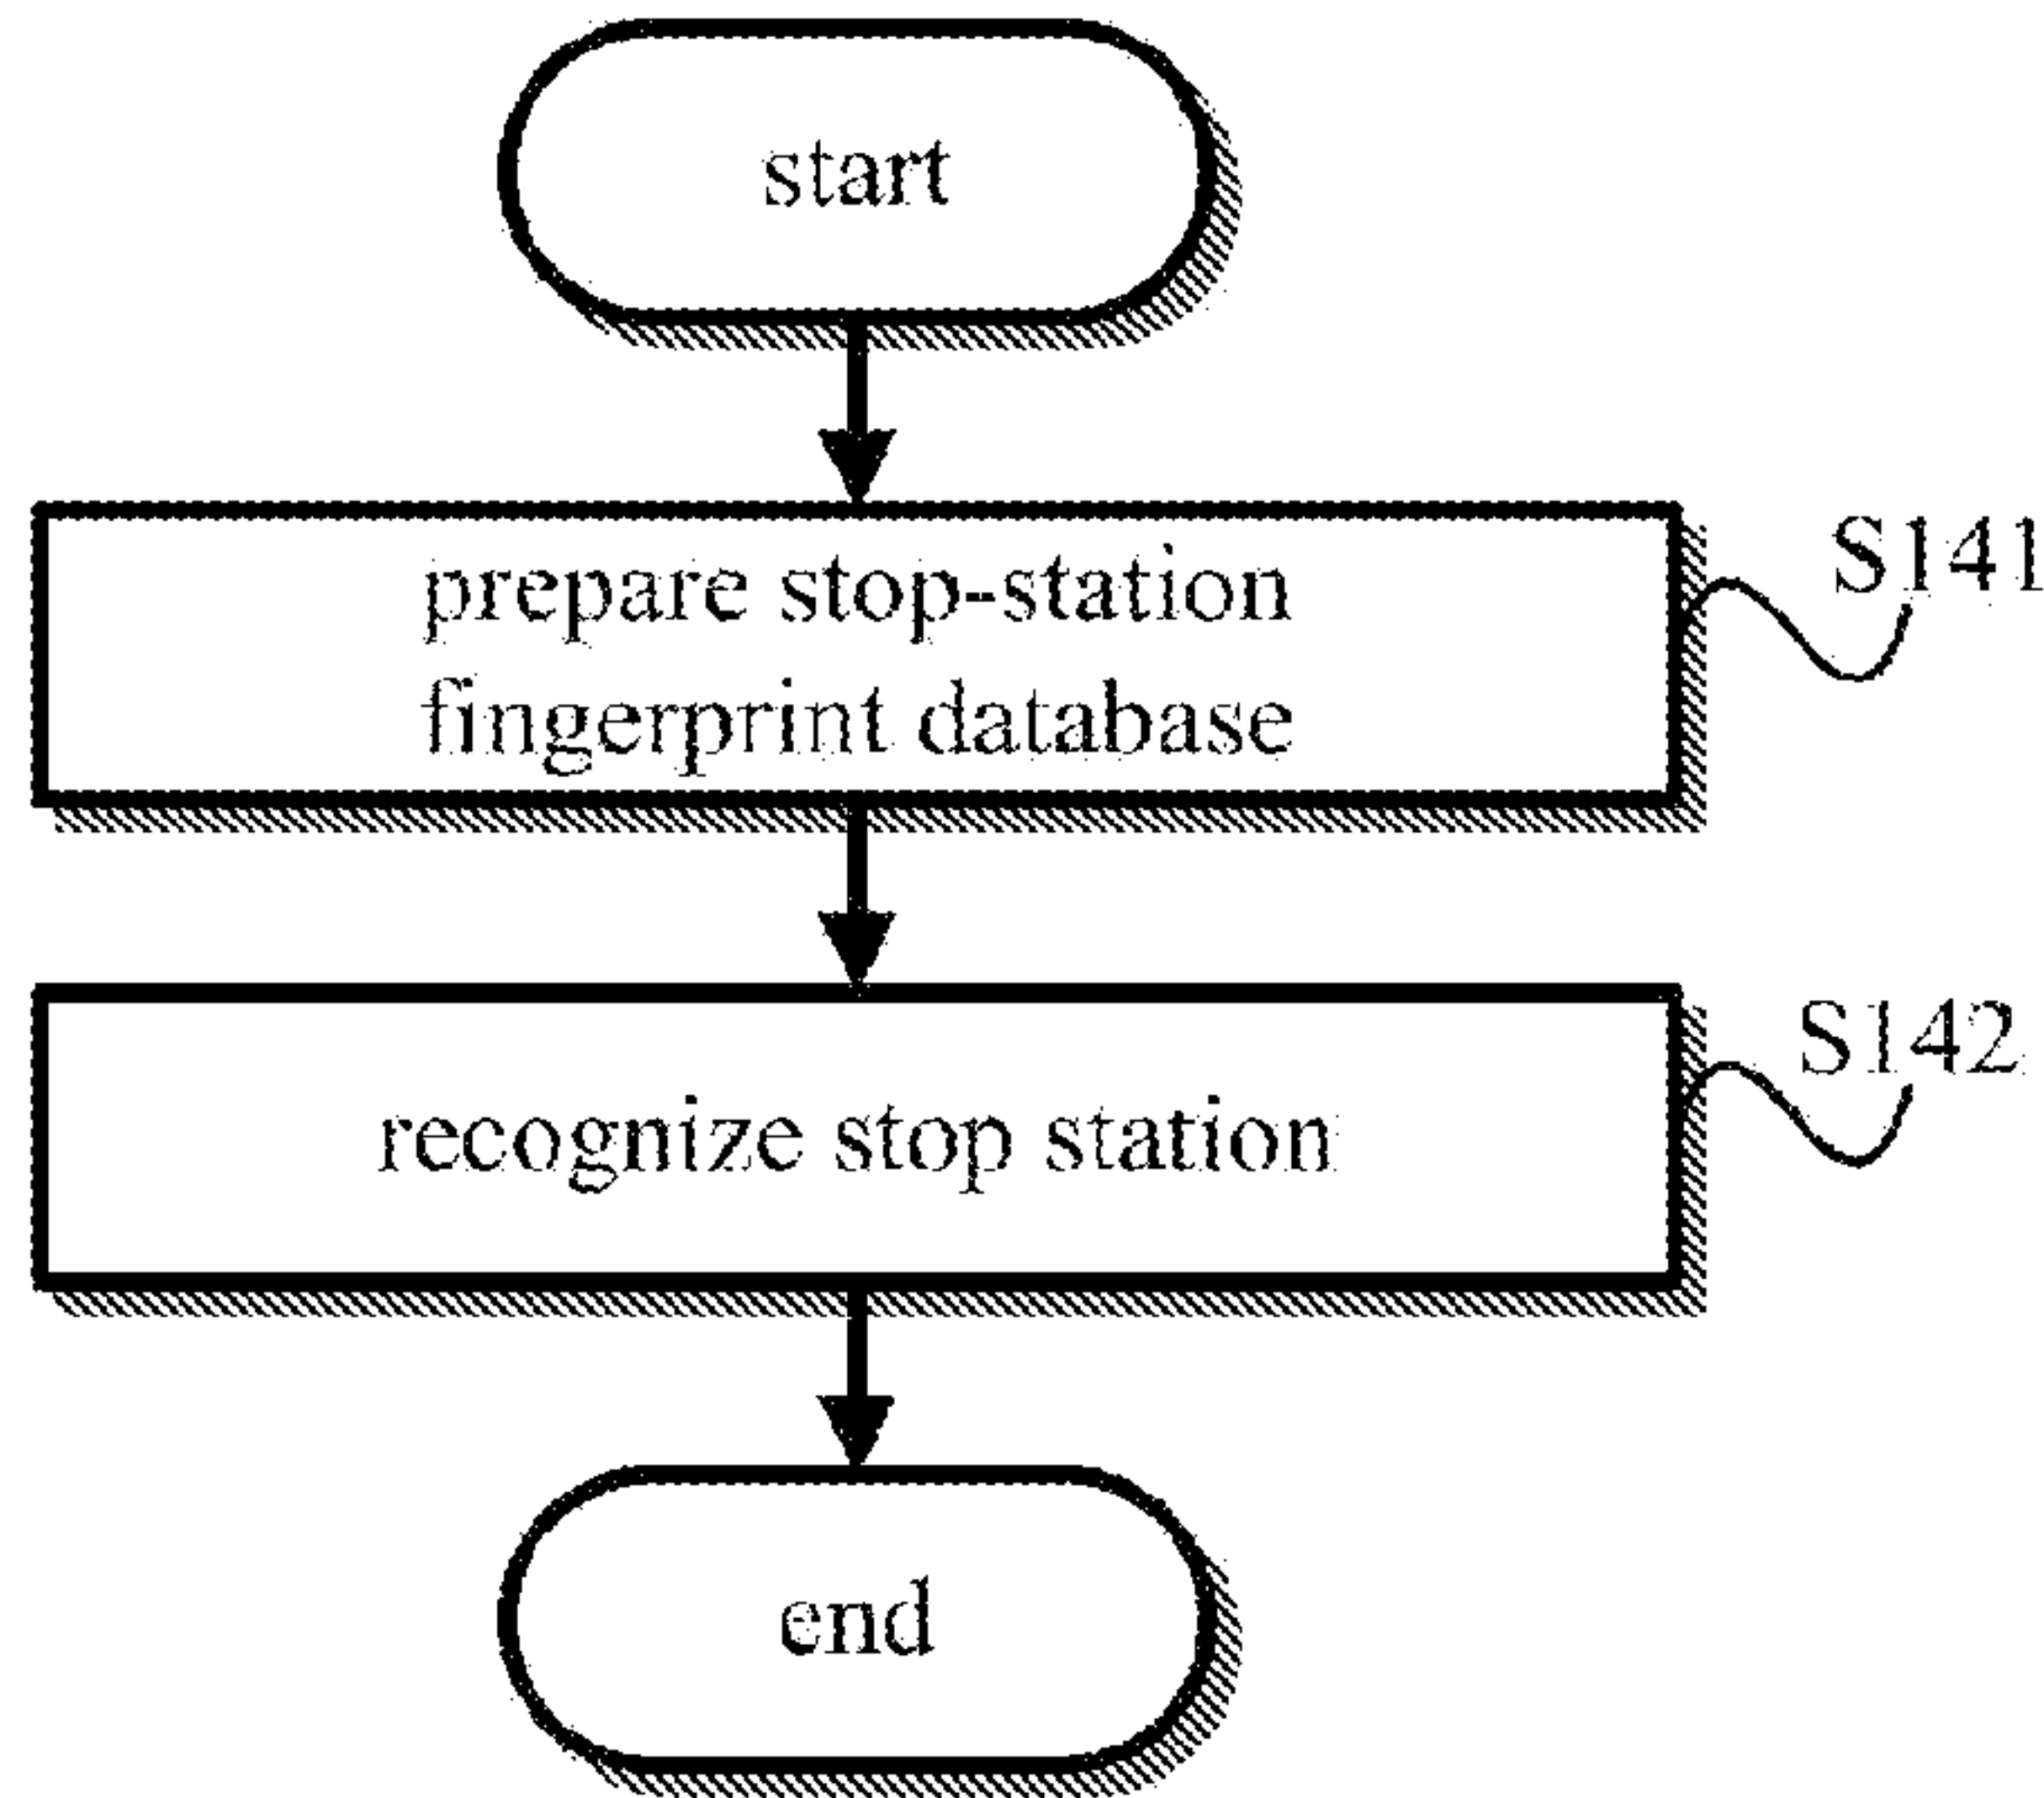 start
prepare stop-station
fingerprint database
S141
recognize stop station
S142
end